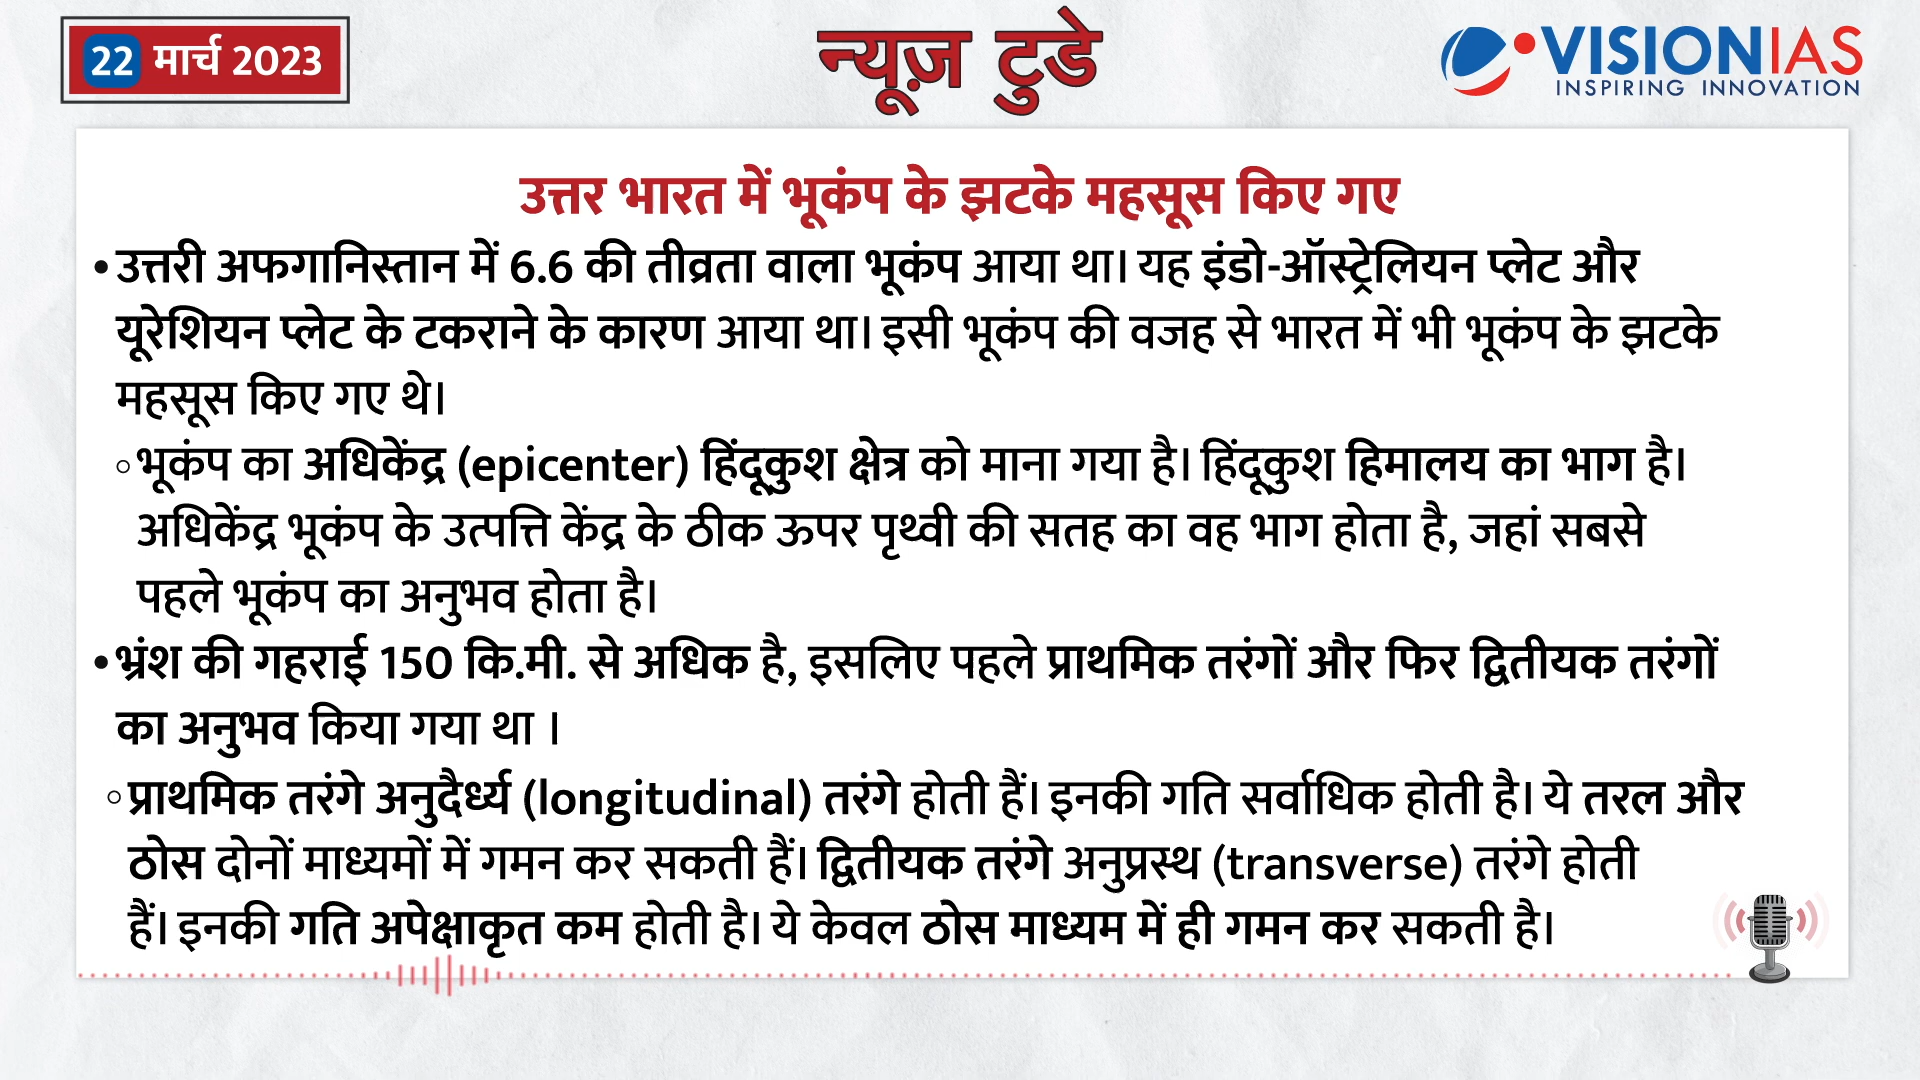 22 मार्च 2023
न्यूज़ टुडे
VISIONIAS
INSPIRING INNOVATION
उत्तर भारत में भूकंप के झटके महसूस किए गए
• उत्तरी अफगानिस्तान में 6.6 की तीव्रता वाला भूकंप आया था। यह इंडो-ऑस्ट्रेलियन प्लेट और
यूरेशियन प्लेट के टकराने के कारण आया था। इसी भूकंप की वजह से भारत में भी भूकंप के झटके
महसूस किए गए थे।
○ भूकंप का अधिकेंद्र (epicenter) हिंदूकुश क्षेत्र को माना गया है। हिंदूकुश हिमालय का भाग है।
अधिकेंद्र भूकंप के उत्पत्ति केंद्र के ठीक ऊपर पृथ्वी की सतह का वह भाग होता है, जहां सबसे
पहले भूकंप का अनुभव होता है।
• भ्रंश की गहराई 150 कि.मी. से अधिक है, इसलिए पहले प्राथमिक तरंगों और फिर द्वितीयक तरंगों
का अनुभव किया गया था ।
○ प्राथमिक तरंगे अनुदैर्ध्य (longitudinal) तरंगे होती हैं। इनकी गति सर्वाधिक होती है। ये तरल और
ठोस दोनों माध्यमों में गमन कर सकती हैं। द्वितीयक तरंगे अनुप्रस्थ (transverse) तरंगे होती
हैं। इनकी गति अपेक्षाकृत कम होती है। ये केवल ठोस माध्यम में ही गमन कर सकती है।